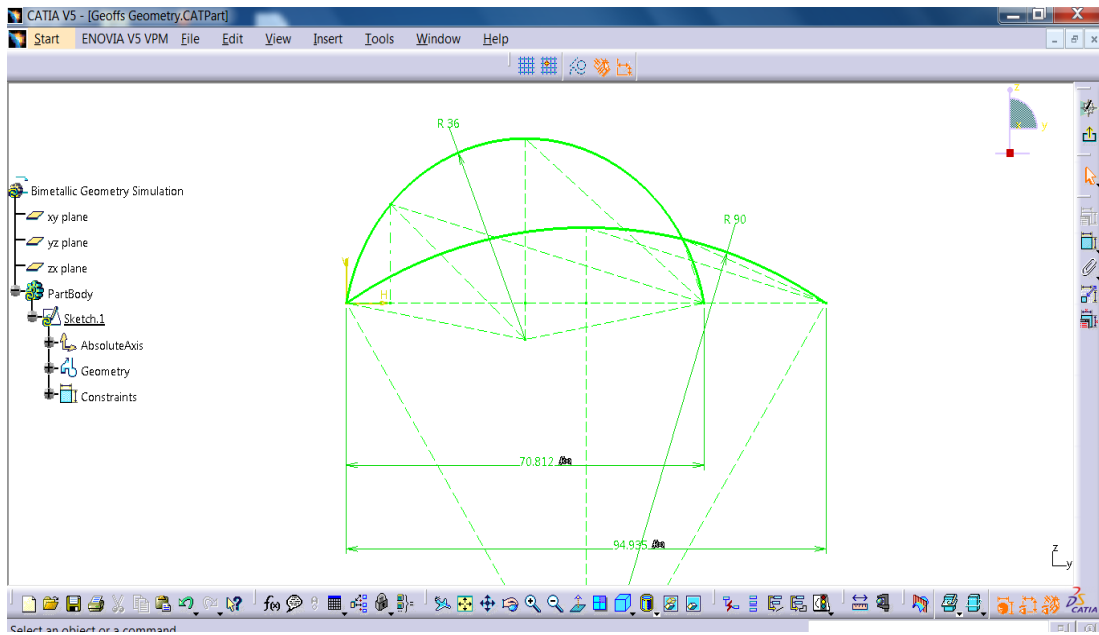 CATIA V5 - [Geoffs Geometry.CATPart]
Start ENOVIA V5 VPM File Edit View Insert Tools Window Help
z
x y
R 36
R 90
Bimetallic Geometry Simulation
xy plane
yz plane
zx plane
PartBody
Sketch.1
AbsoluteAxis
Geometry
Constraints
V
H
70.812
94.935
z
y
f(x)
CATIA
Select an object or a command